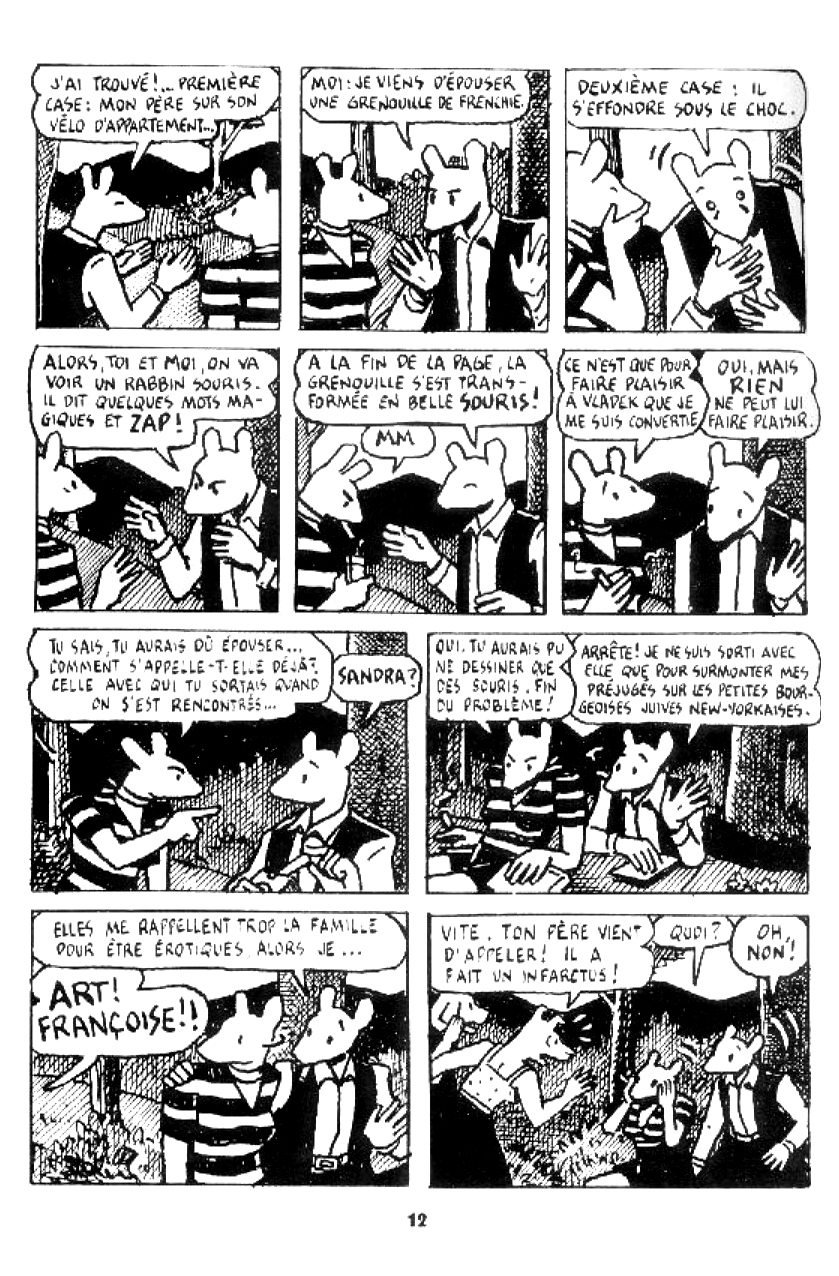 J'AI TROUVÉ!... PREMIÈRE
CASE: MON PÈRE SUR SON
VÉLO D'APPARTEMENT...
MOI: JE VIENS D'ÉPOUSER
UNE GRENOUILLE DE FRENCHIE.
DEUXIÈME CASE: IL
S'EFFONDRE SOUS LE CHOC.
ALORS, TOI ET MOI, ON VA
VOIR UN RABBIN SOURIS.
IL DIT QUELQUES MOTS MA-
GIQUES ET ZAP!
A LA FIN DE LA PAGE, LA
GRENOUILLE S'EST TRANS-
FORMÉE EN BELLE SOURIS!
MM
CE N'EST QUE POUR
FAIRE PLAISIR
À VLADEK QUE JE
ME SUIS CONVERTIE.
OUI, MAIS
RIEN
NE PEUT LUI
FAIRE PLAISIR.
TU SAIS, TU AURAIS DÛ ÉPOUSER...
COMMENT S'APPELLE-T-ELLE DÉJÀ?
CELLE AVEC QUI TU SORTAIS QUAND
ON S'EST RENCONTRÉS...
SANDRA?
OUI, TU AURAIS PU
NE DESSINER QUE
DES SOURIS. FIN
DU PROBLÈME!
ARRÊTE! JE NE SUIS SORTI AVEC
ELLE QUE POUR SURMONTER MES
PRÉJUGÉS SUR LES PETITES BOUR-
GEOISES JUIVES NEW-YORKAISES.
ELLES ME RAPPELLENT TROP LA FAMILLE
POUR ÊTRE ÉROTIQUES, ALORS JE...
ART!
FRANÇOISE!!
VITE, TON PÈRE VIENT
D'APPELER! IL A
FAIT UN INFARCTUS!
QUOI?
OH,
NON!
12